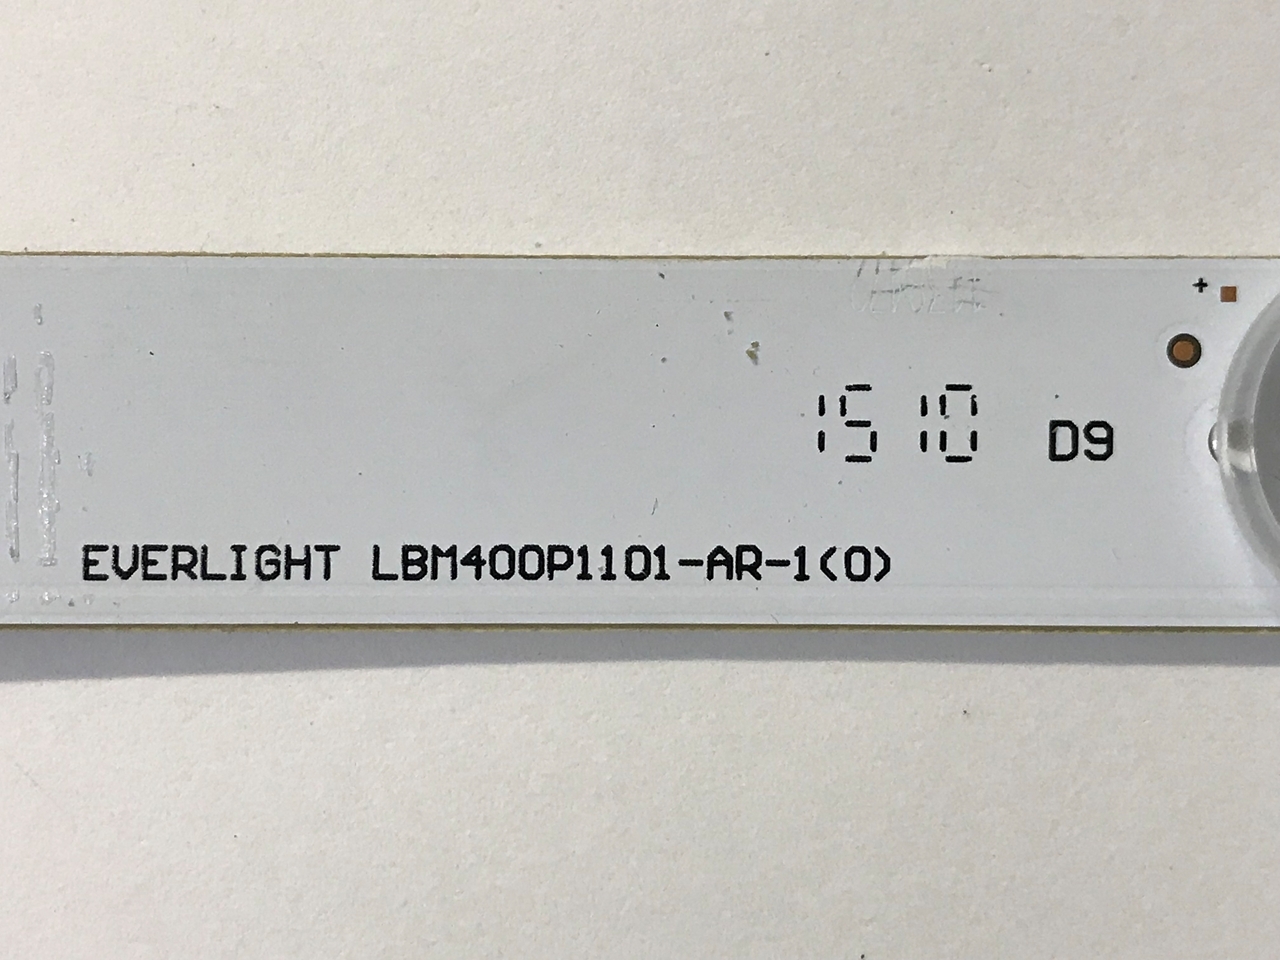 +
1510 D9
EVERLIGHT LBM400P1101-AR-1(0)